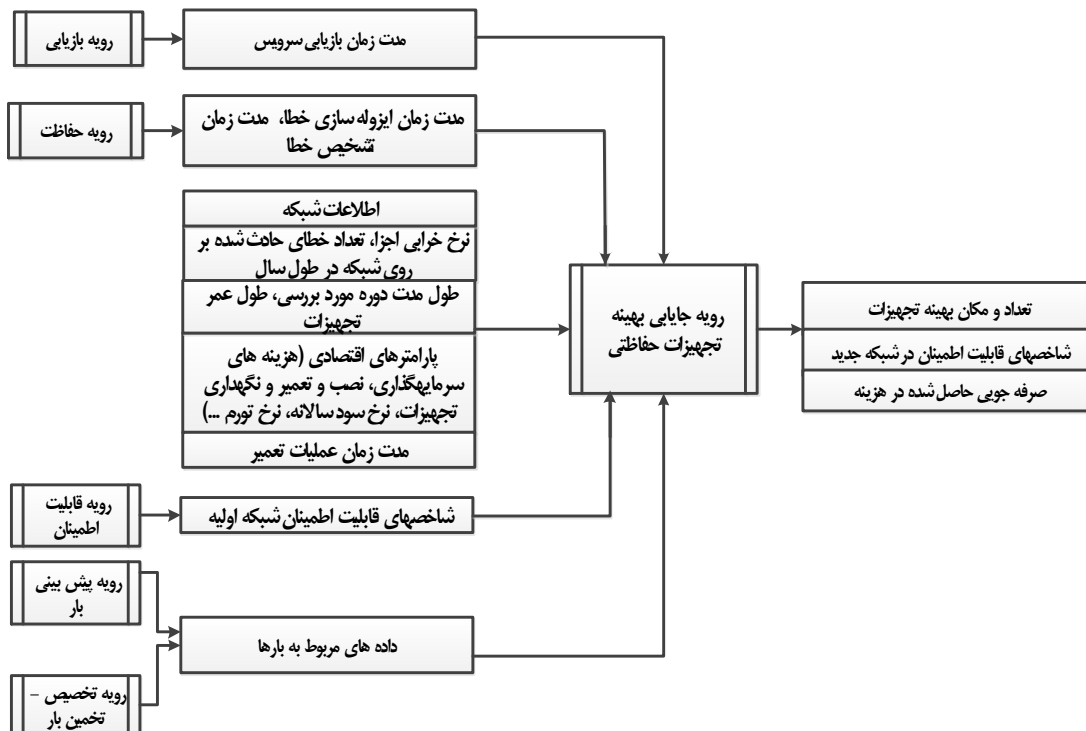 رویه بازیابی
مدت زمان بازیابی سرویس
رویه حفاظت
مدت زمان ایزوله سازی خطا، مدت زمان
تشخیص خطا
اطلاعات شبکه
نرخ خرابی اجزا، تعداد خطای حادث شده بر
روی شبکه در طول سال
طول مدت دوره مورد بررسی، طول عمر
تجهیزات
پارامترهای اقتصادی (هزینه های
سرمایهگذاری، نصب و تعمیر و نگهداری
تجهیزات، نرخ سود سالانه، نرخ تورم ...)
مدت زمان عملیات تعمیر
رویه قابلیت
اطمینان
شاخصهای قابلیت اطمینان شبکه اولیه
رویه پیش بینی
بار
داده های مربوط به بارها
رویه تخصیص –
تخمین بار
رویه جایابی بهینه
تجهیزات حفاظتی
تعداد و مکان بهینه تجهیزات
شاخصهای قابلیت اطمینان در شبکه جدید
صرفه جویی حاصل شده در هزینه